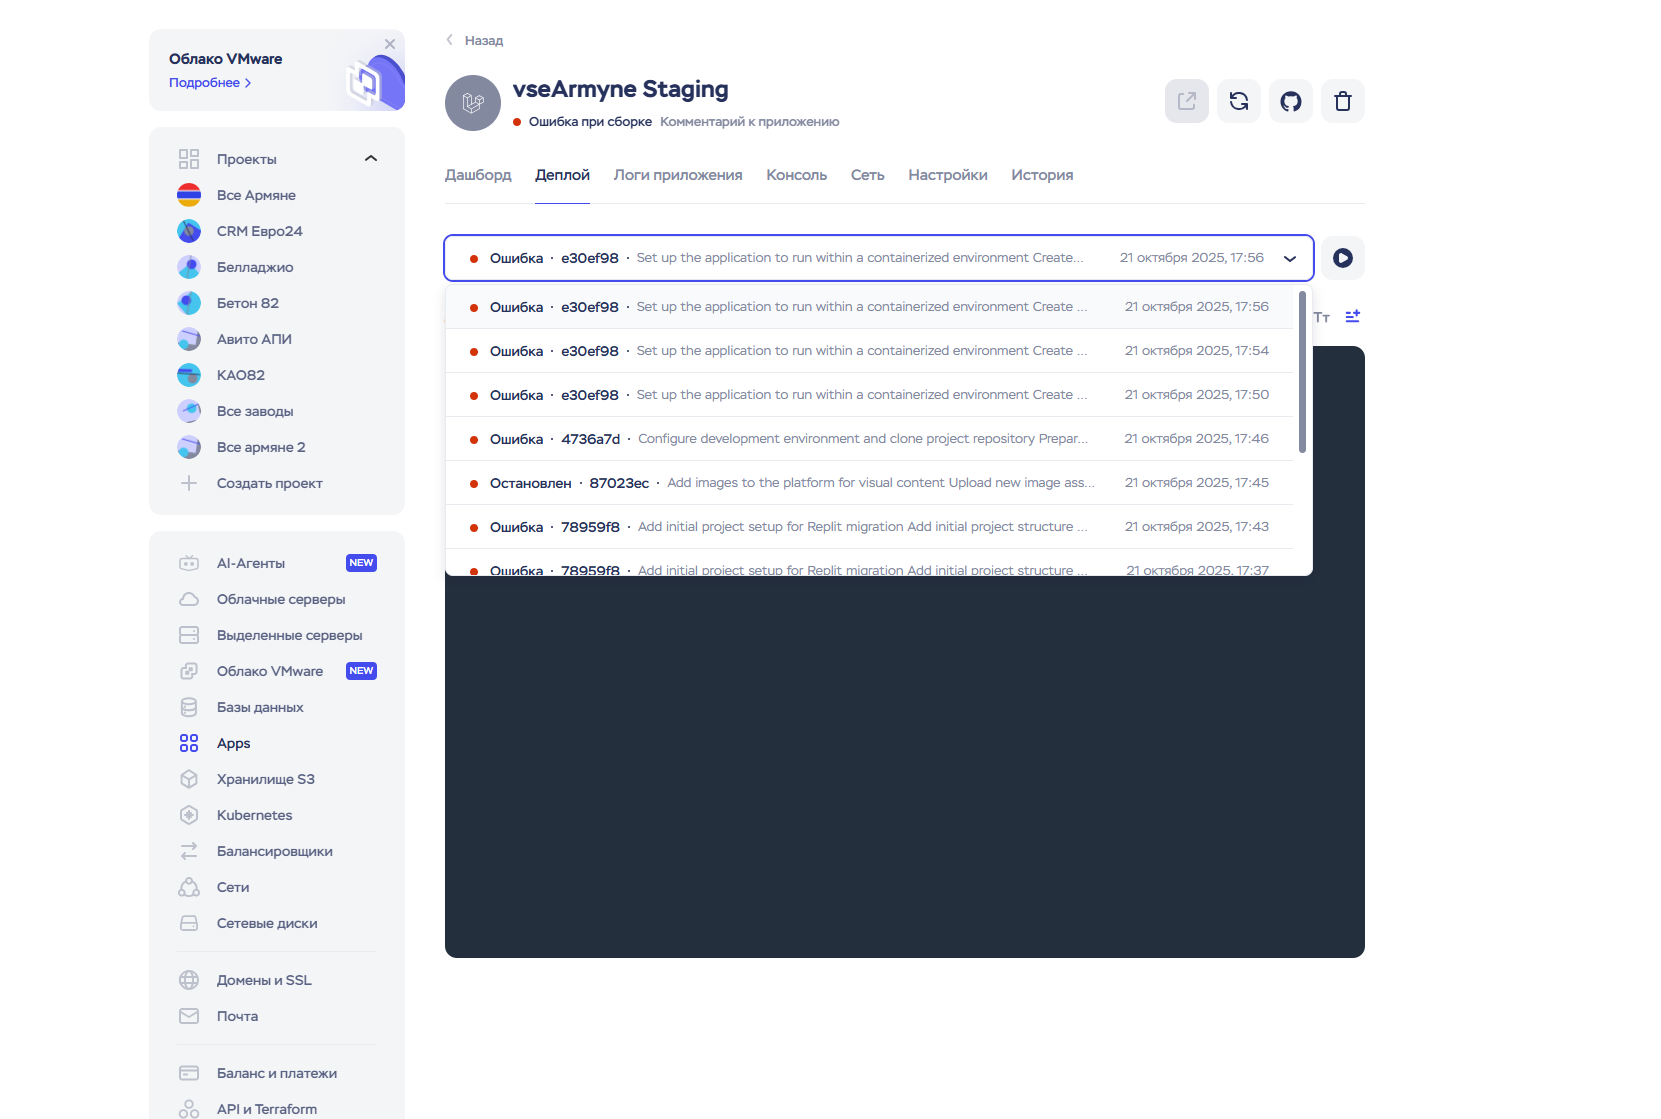 Облако VMware
Подробнее
Проекты
Все Армяне
CRM Евро24
Белладжио
Бетон 82
Авито АПИ
КАО82
Все заводы
Все армяне 2
Создать проект
AI-Агенты NEW
Облачные серверы
Выделенные серверы
Облако VMware NEW
Базы данных
Apps
Хранилище S3
Kubernetes
Балансировщики
Сети
Сетевые диски
Домены и SSL
Почта
Баланс и платежи
API и Terraform
Назад
vseArmyne Staging
Ошибка при сборке Комментарий к приложению
Дашборд Деплой Логи приложения Консоль Сеть Настройки История
Ошибка · e30ef98 · Set up the application to run within a containerized environment Create... 21 октября 2025, 17:56
Ошибка · e30ef98 · Set up the application to run within a containerized environment Create ... 21 октября 2025, 17:56
Тт
Ошибка · e30ef98 · Set up the application to run within a containerized environment Create ... 21 октября 2025, 17:54
Ошибка · e30ef98 · Set up the application to run within a containerized environment Create ... 21 октября 2025, 17:50
Ошибка · 4736a7d · Configure development environment and clone project repository Prepar... 21 октября 2025, 17:46
Остановлен · 87023ec · Add images to the platform for visual content Upload new image ass... 21 октября 2025, 17:45
Ошибка · 78959f8 · Add initial project setup for Replit migration Add initial project structure ... 21 октября 2025, 17:43
Ошибка · 78959f8 · Add initial project setup for Replit migration Add initial project structure ... 21 октября 2025, 17:37